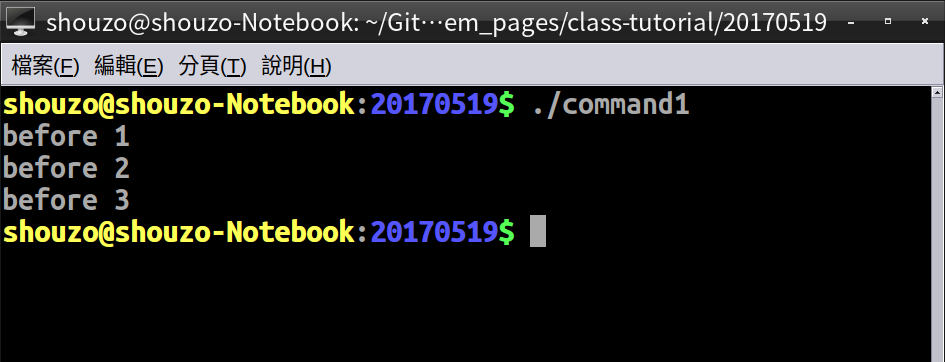 shouzo@shouzo-Notebook: ~/Git⋯em_pages/class-tutorial/20170519
檔案(F) 編輯(E) 分頁(T) 說明(H)
shouzo@shouzo-Notebook:20170519$ ./command1
before 1
before 2
before 3
shouzo@shouzo-Notebook:20170519$